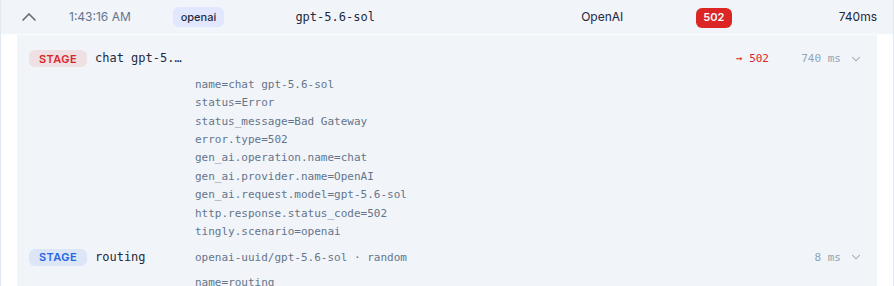 1:43:16 AM openai gpt-5.6-sol OpenAI 502 740ms
STAGE chat gpt-5.… → 502 740 ms
name=chat gpt-5.6-sol
status=Error
status_message=Bad Gateway
error.type=502
gen_ai.operation.name=chat
gen_ai.provider.name=OpenAI
gen_ai.request.model=gpt-5.6-sol
http.response.status_code=502
tingly.scenario=openai
STAGE routing openai-uuid/gpt-5.6-sol · random 8 ms
name=routing